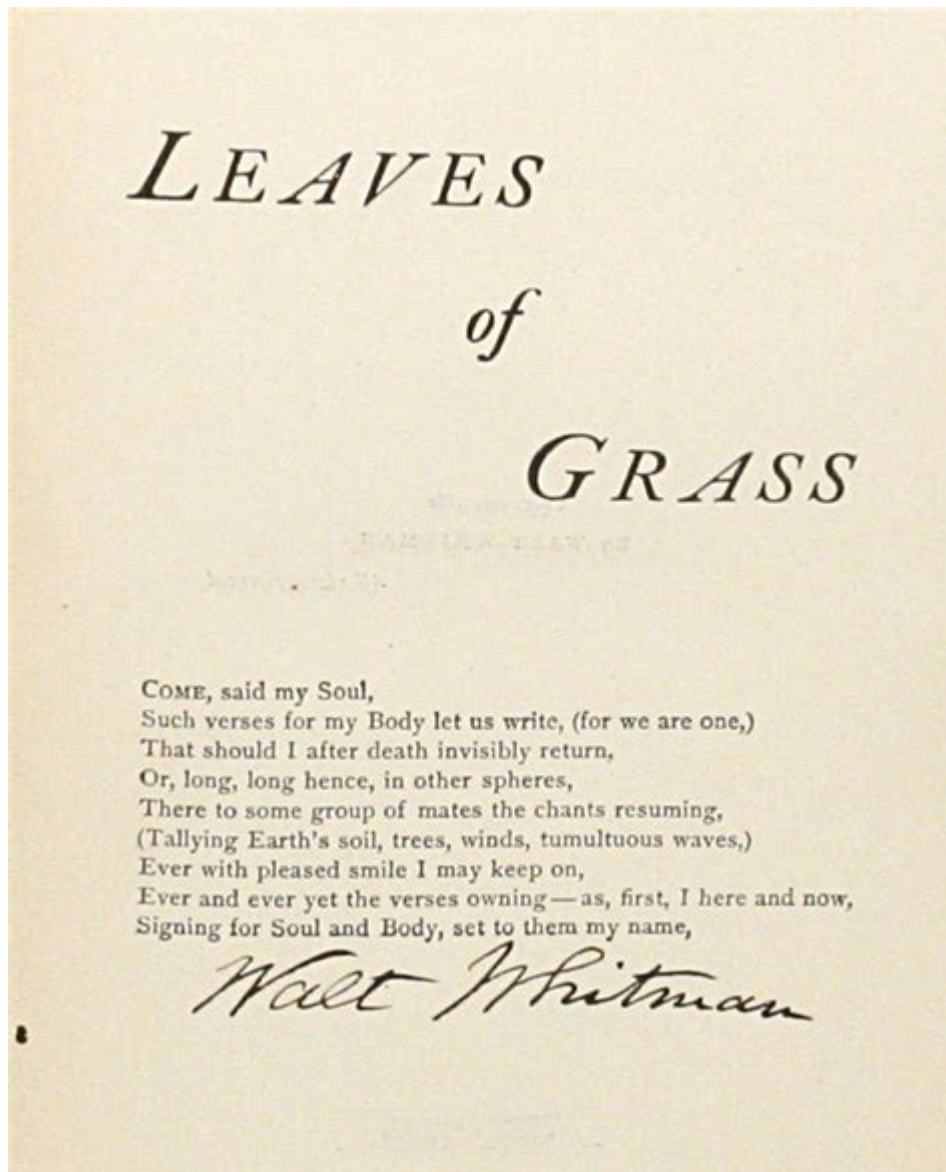 LEAVES
of
GRASS
COME, said my Soul,
Such verses for my Body let us write, (for we are one,)
That should I after death invisibly return,
Or, long, long hence, in other spheres,
There to some group of mates the chants resuming,
(Tallying Earth's soil, trees, winds, tumultuous waves,)
Ever with pleased smile I may keep on,
Ever and ever yet the verses owning—as, first, I here and now,
Signing for Soul and Body, set to them my name,
Walt Whitman